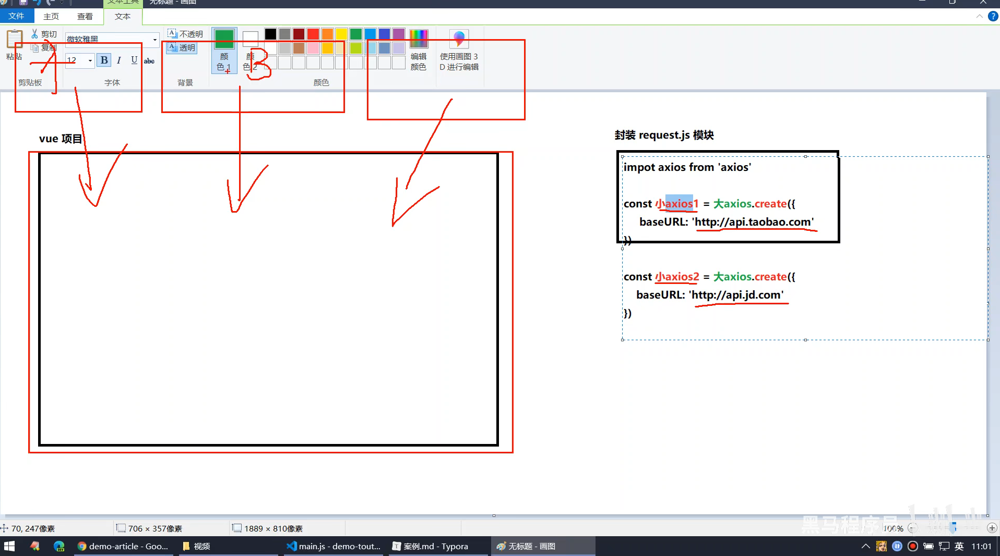 文本工具 无标题 - 画图
文件 主页 查看 文本
剪切 微软雅黑 不透明
复制 透明
粘贴 12 B I U abc 颜色 1 颜色 2 编辑颜色 使用画图 3D 进行编辑
剪贴板 字体 背景 颜色
A
B
vue 项目
封装 request.js 模块
impot axios from 'axios'
const 小axios1 = 大axios.create({
baseURL: 'http://api.taobao.com'
})
const 小axios2 = 大axios.create({
baseURL: 'http://api.jd.com'
})
黑马程序员
70, 247像素 706 × 357像素 1889 × 810像素 100%
demo-article - Goo... 视频 main.js - demo-tout... 案例.md - Typora 无标题 - 画图 英 11:01